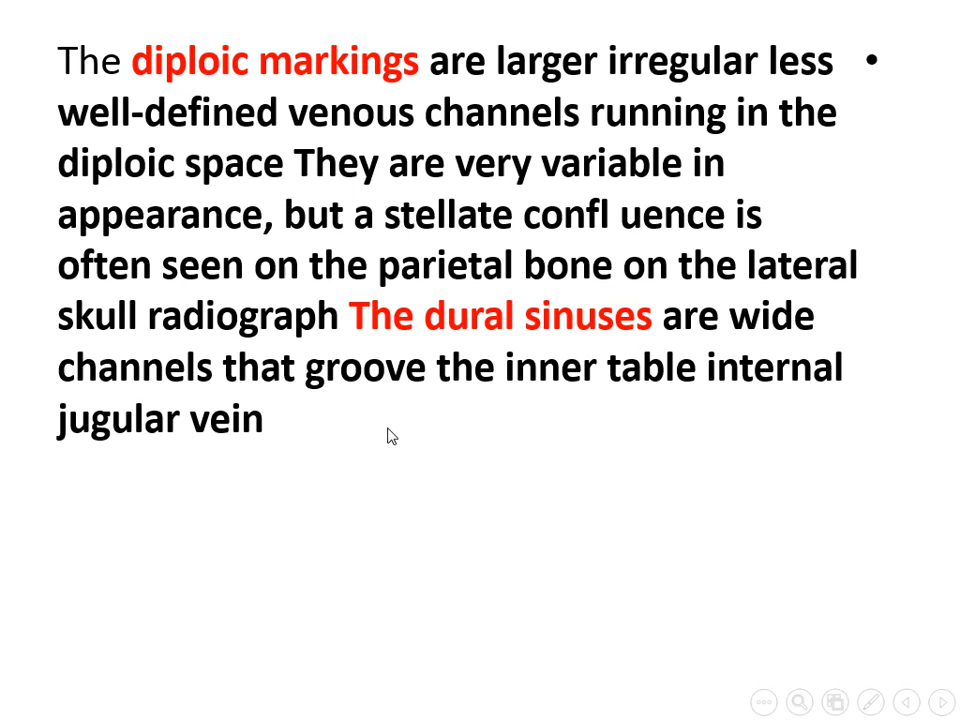 The diploic markings are larger irregular less •
well-defined venous channels running in the
diploic space They are very variable in
appearance, but a stellate confl uence is
often seen on the parietal bone on the lateral
skull radiograph The dural sinuses are wide
channels that groove the inner table internal
jugular vein